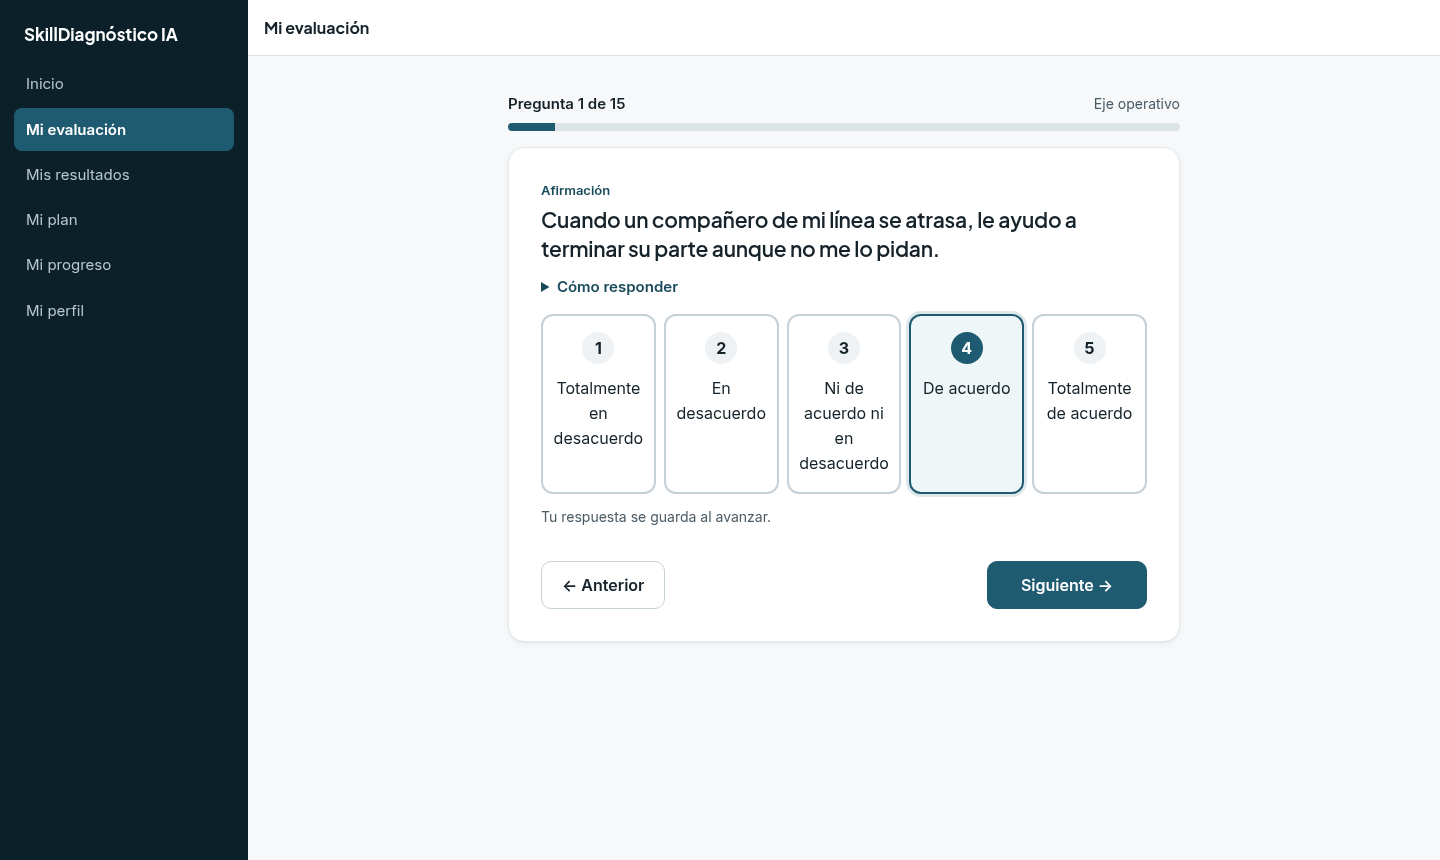 SkillDiagnóstico IA
Inicio
Mi evaluación
Mis resultados
Mi plan
Mi progreso
Mi perfil
Mi evaluación
Pregunta 1 de 15
Eje operativo
Afirmación
Cuando un compañero de mi línea se atrasa, le ayudo a
terminar su parte aunque no me lo pidan.
Cómo responder
1
Totalmente
en
desacuerdo
2
En
desacuerdo
3
Ni de
acuerdo ni
en
desacuerdo
4
De acuerdo
5
Totalmente
de acuerdo
Tu respuesta se guarda al avanzar.
← Anterior
Siguiente →